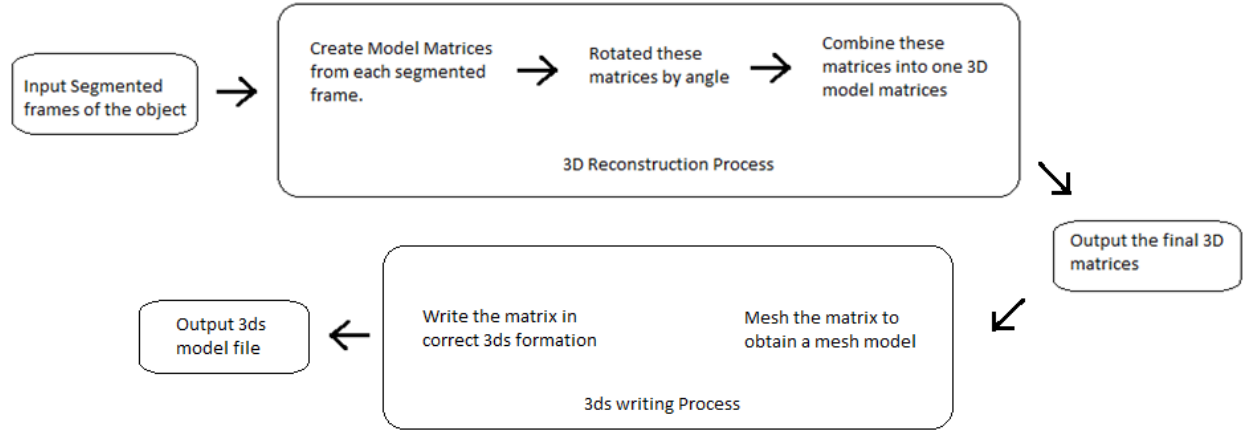 Input Segmented
frames of the object
Create Model Matrices
from each segmented
frame.
Rotated these
matrices by angle
Combine these
matrices into one 3D
model matrices
3D Reconstruction Process
Output the final 3D
matrices
Mesh the matrix to
obtain a mesh model
Write the matrix in
correct 3ds formation
3ds writing Process
Output 3ds
model file